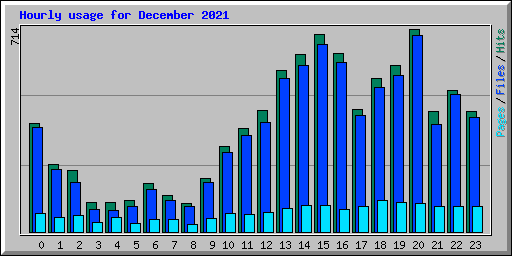 Hourly usage for December 2021
714
Pages / Files / Hits
0 1 2 3 4 5 6 7 8 9 10 11 12 13 14 15 16 17 18 19 20 21 22 23